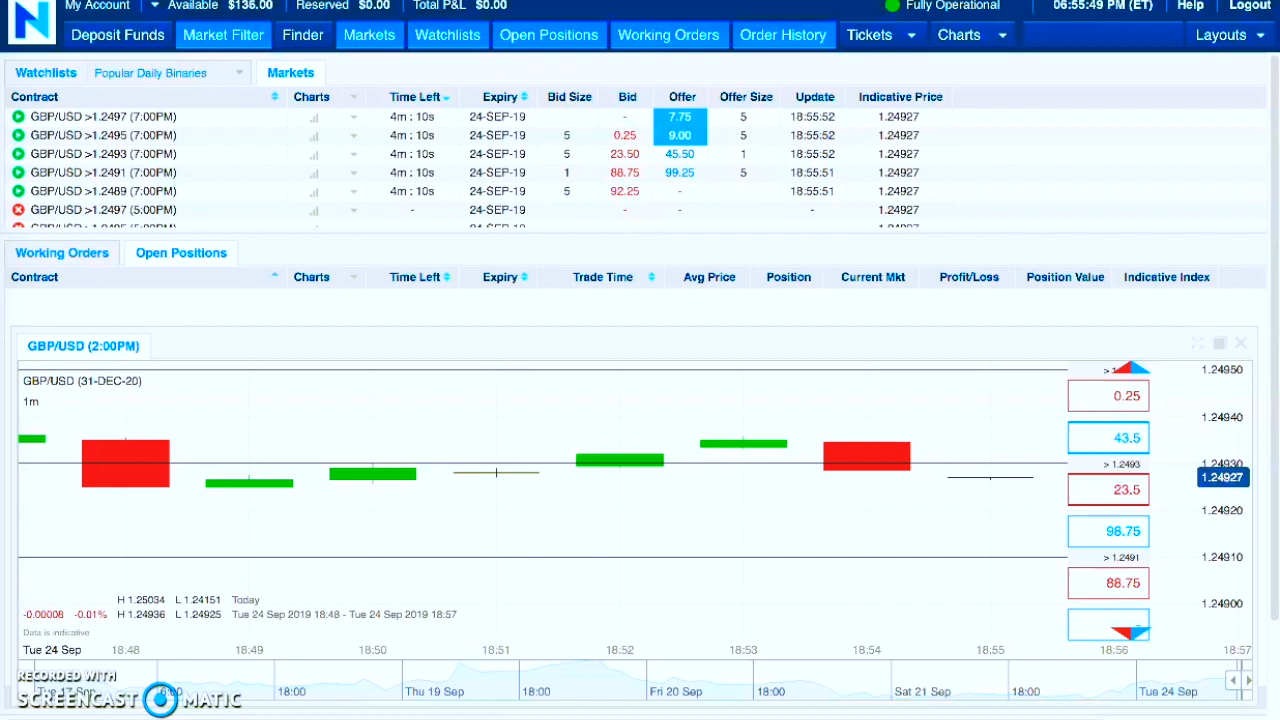 My Account Available $136.00 Reserved $0.00 Total P&L $0.00 Fully Operational 06:55:49 PM (ET) Help Logout
N Deposit Funds Market Filter Finder Markets Watchlists Open Positions Working Orders Order History Tickets Charts Layouts
Watchlists Popular Daily Binaries Markets
Contract Charts Time Left Expiry Bid Size Bid Offer Offer Size Update Indicative Price
GBP/USD >1.2497 (7:00PM) 4m : 10s 24-SEP-19 - 7.75 5 18:55:52 1.24927
GBP/USD >1.2495 (7:00PM) 4m : 10s 24-SEP-19 5 0.25 9.00 5 18:55:52 1.24927
GBP/USD >1.2493 (7:00PM) 4m : 10s 24-SEP-19 5 23.50 45.50 1 18:55:52 1.24927
GBP/USD >1.2491 (7:00PM) 4m : 10s 24-SEP-19 1 88.75 99.25 5 18:55:51 1.24927
GBP/USD >1.2489 (7:00PM) 4m : 10s 24-SEP-19 5 92.25 - 18:55:51 1.24927
GBP/USD >1.2497 (5:00PM) - 24-SEP-19 - - - 1.24927
Working Orders Open Positions
Contract Charts Time Left Expiry Trade Time Avg Price Position Current Mkt Profit/Loss Position Value Indicative Index
GBP/USD (2:00PM)
GBP/USD (31-DEC-20)
1m
1.24950
0.25
1.24940
43.5
> 1.2493
1.24930
1.24927
23.5
1.24920
98.75
> 1.2491
1.24910
88.75
1.24900
H 1.25034 L 1.24151 Today
-0.00008 -0.01% H 1.24936 L 1.24925 Tue 24 Sep 2019 18:48 - Tue 24 Sep 2019 18:57
Data is indicative
Tue 24 Sep 18:48 18:49 18:50 18:51 18:52 18:53 18:54 18:55 18:56 18:57
RECORDED WITH
18:00 Thu 19 Sep 18:00 Fri 20 Sep 18:00 Sat 21 Sep 18:00 Tue 24 Sep
SCREENCAST MATIC